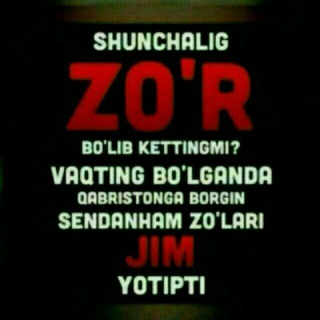 SHUNCHALIG
ZO'R
BO'LIB KETTINGMI?
VAQTING BO'LGANDA
QABRISTONGA BORGIN
SENDANHAM ZO'LARI
JIM
YOTIPTI